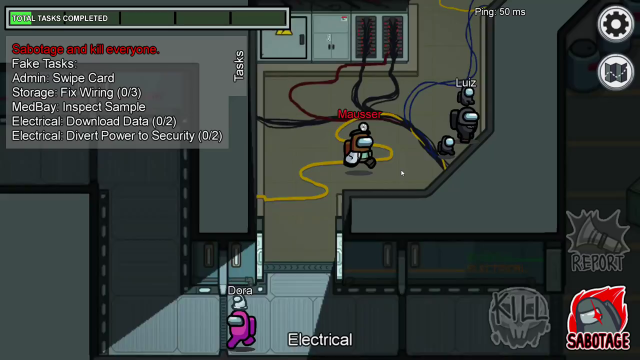 TOTAL TASKS COMPLETED
Ping: 50 ms
Sabotage and kill everyone.
Fake Tasks:
Admin: Swipe Card
Storage: Fix Wiring (0/3)
MedBay: Inspect Sample
Electrical: Download Data (0/2)
Electrical: Divert Power to Security (0/2)
Tasks
Luiz
Mausser
REPORT
Dora
KILL
SABOTAGE
Electrical